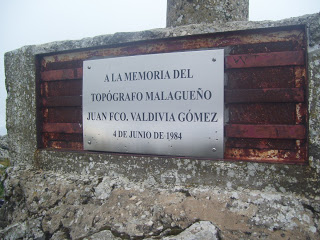 A LA MEMORIA DEL
TOPÓGRAFO MALAGUEÑO
JUAN FCO. VALDIVIA GÓMEZ
4 DE JUNIO DE 1984